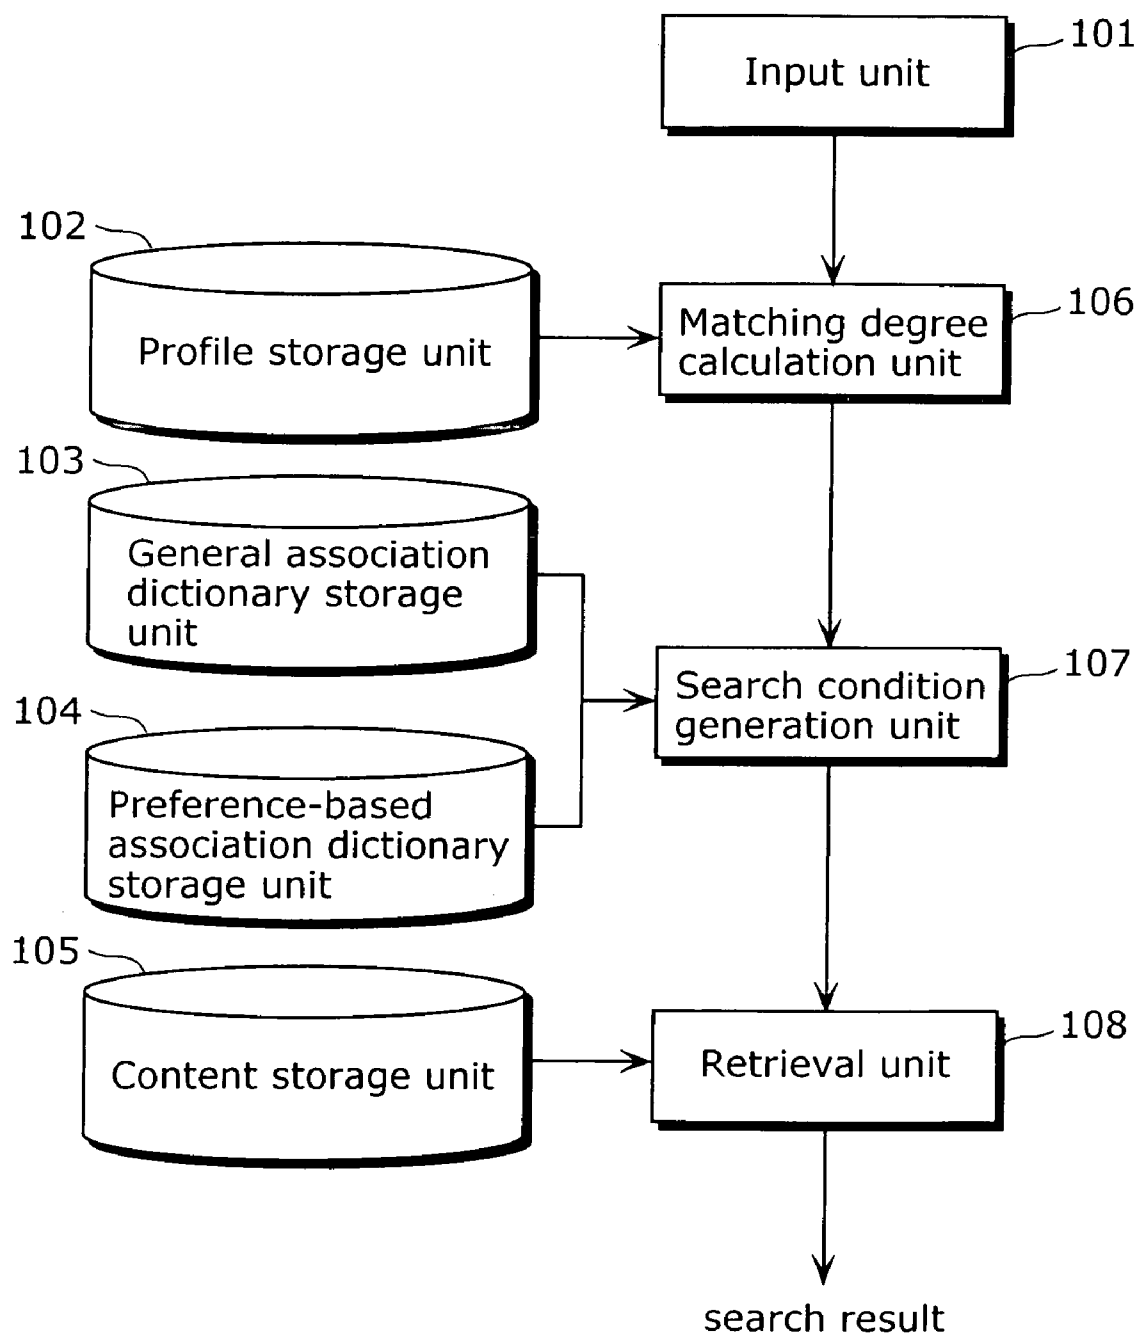 101
Input unit
102
106
Profile storage unit
Matching degree
calculation unit
103
General association
dictionary storage
unit
107
Search condition
generation unit
104
Preference-based
association dictionary
storage unit
105
108
Content storage unit
Retrieval unit
search result